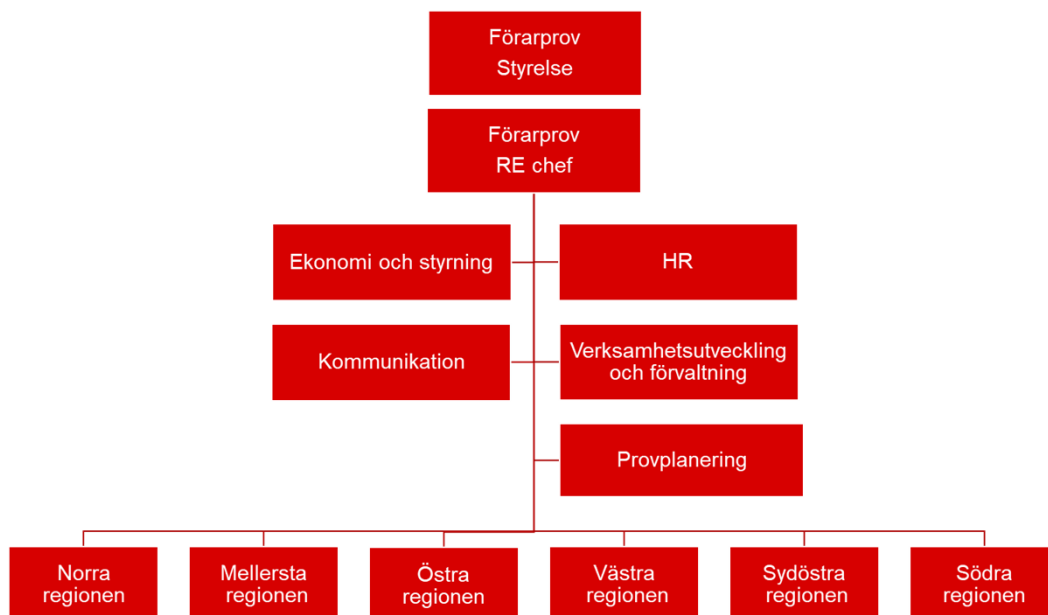 Förarprov
Styrelse
Förarprov
RE chef
Ekonomi och styrning
HR
Kommunikation
Verksamhetsutveckling
och förvaltning
Provplanering
Norra
regionen
Mellersta
regionen
Östra
regionen
Västra
regionen
Sydöstra
regionen
Södra
regionen